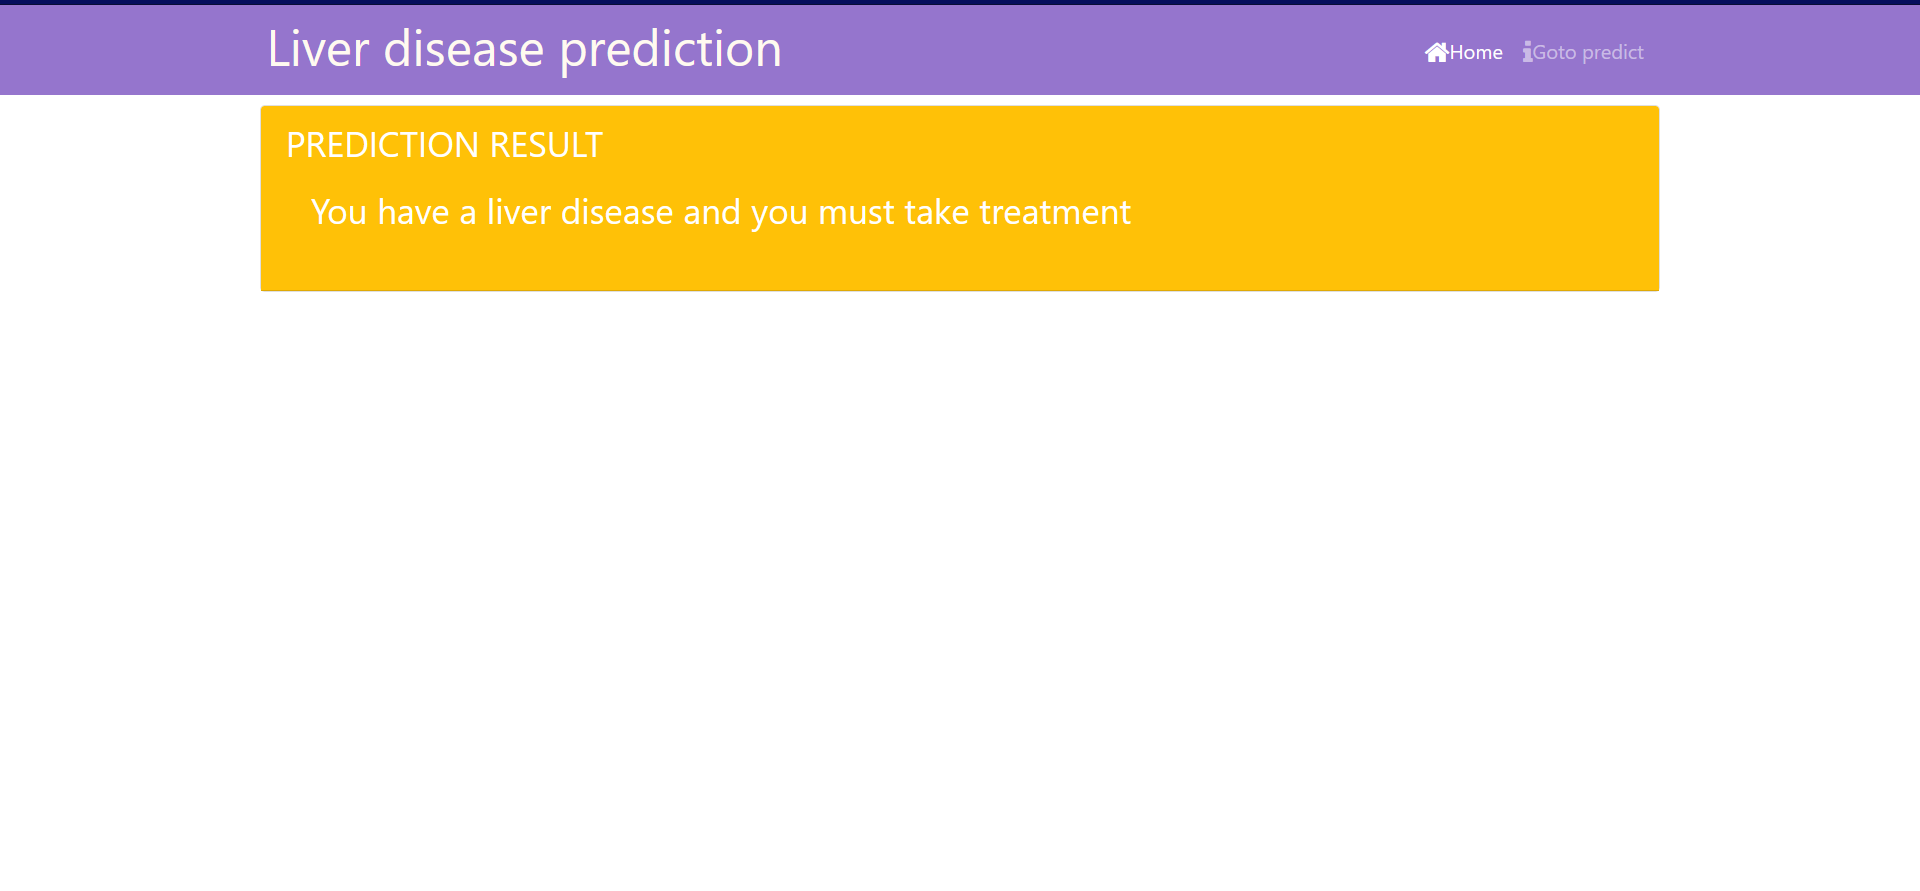 Liver disease prediction
Home
Goto predict
PREDICTION RESULT
You have a liver disease and you must take treatment